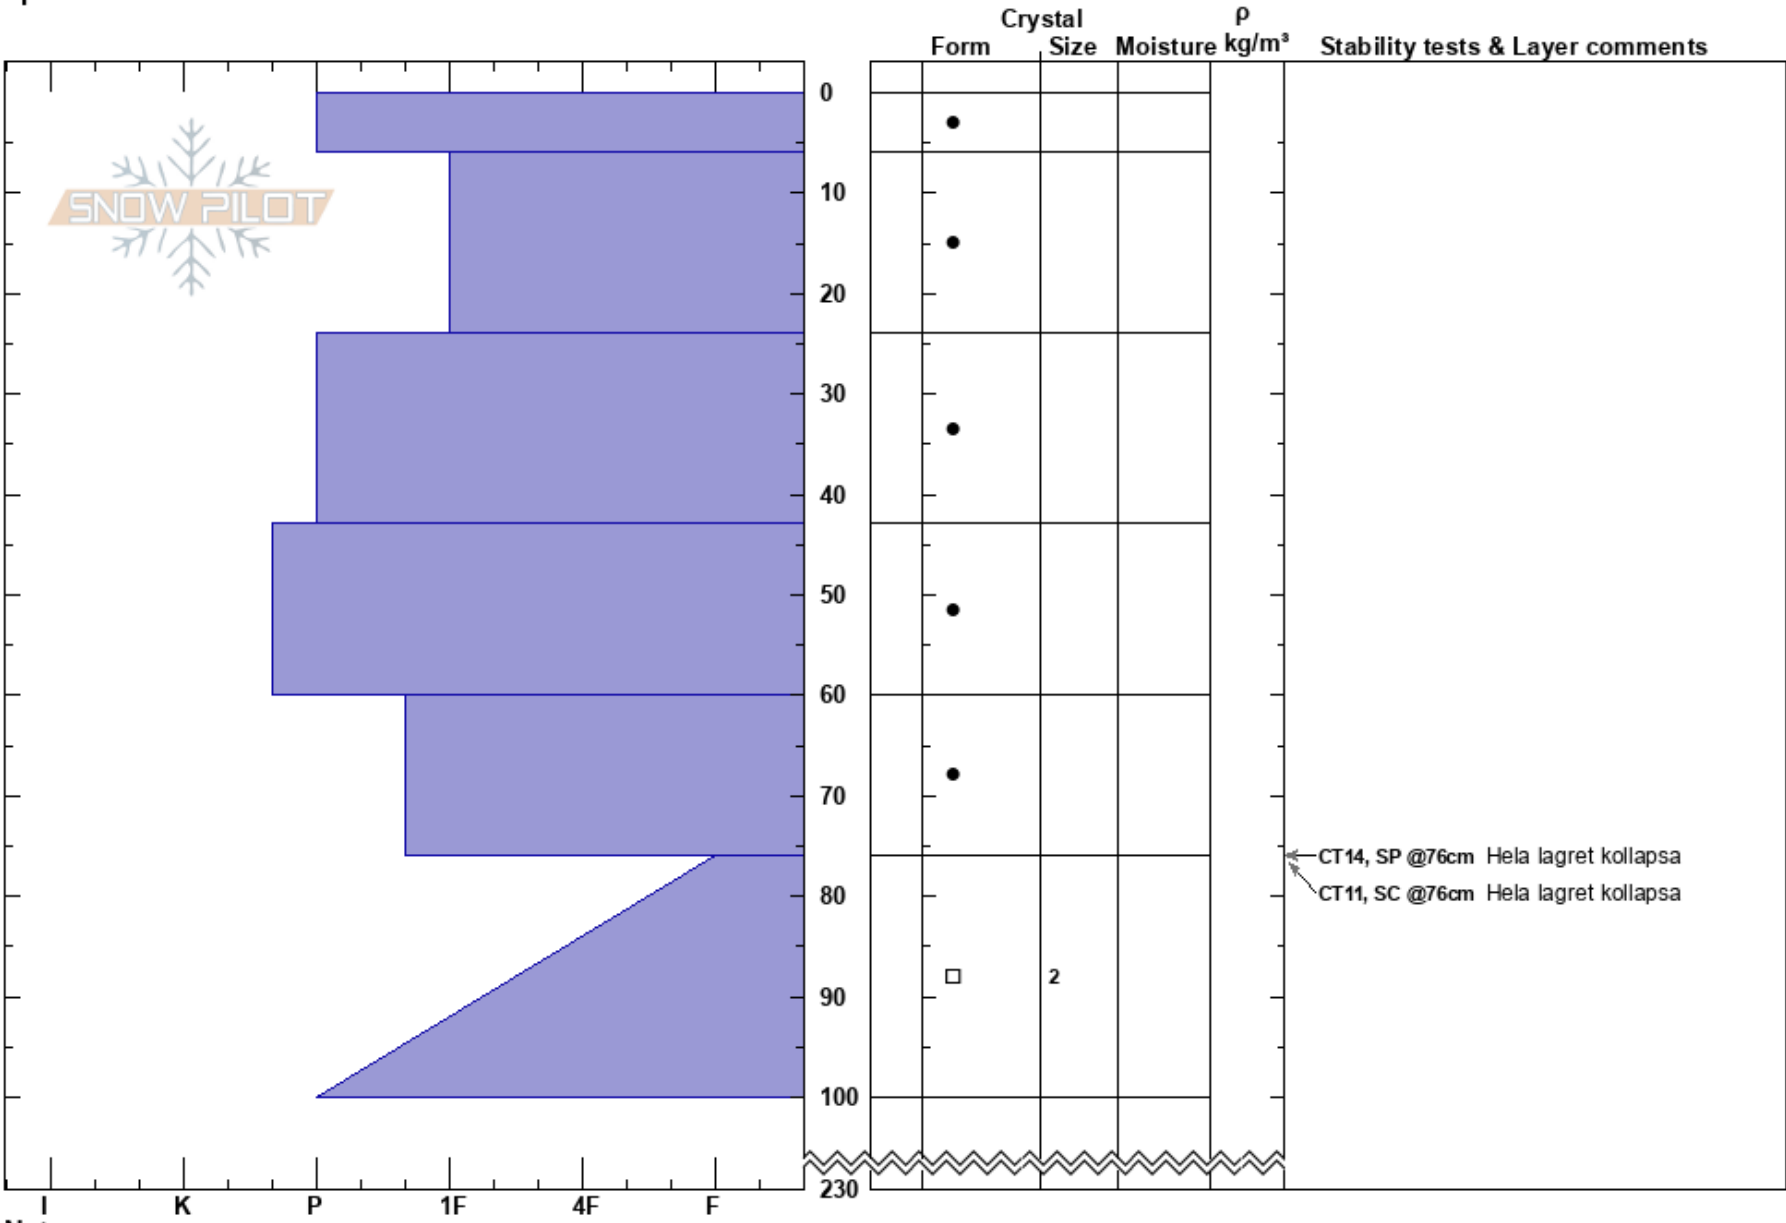 Crystal ρ
Form Size Moisture kg/m³ Stability tests & Layer comments
0
SNOW PILOT
10
20
30
40
50
60
70
CT14, SP @76cm Hela lagret kollapsa
80
CT11, SC @76cm Hela lagret kollapsa
2
90
100
230
I K P 1F 4F F